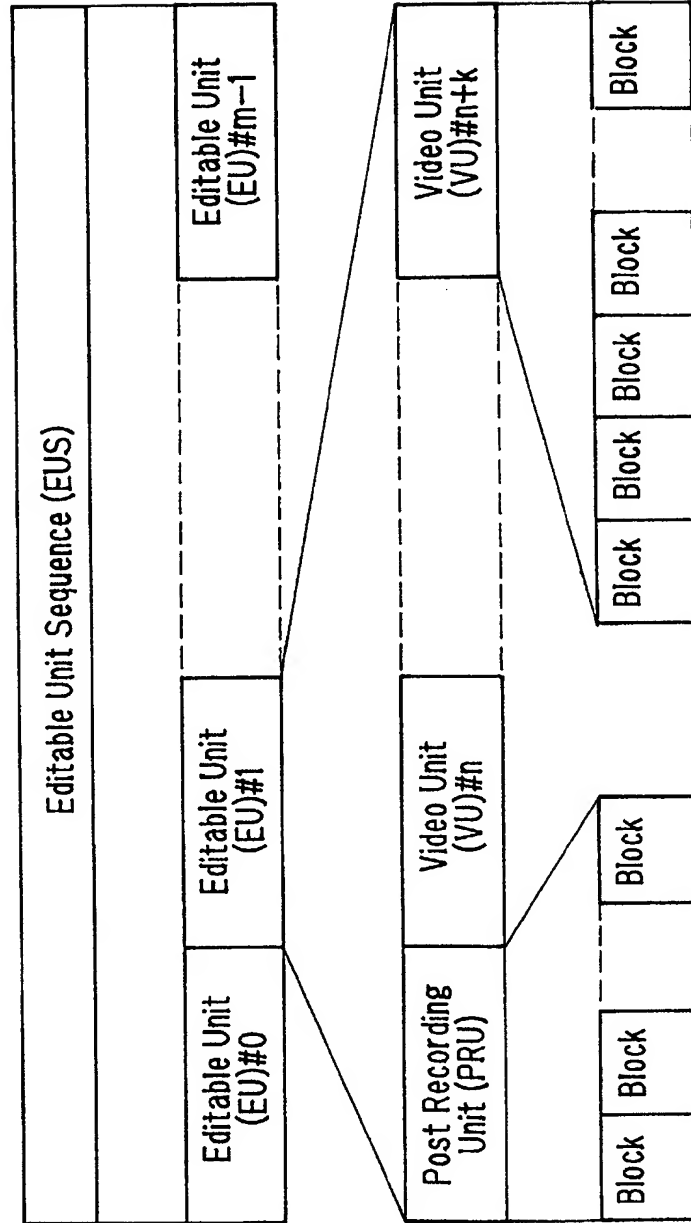 Editable Unit Sequence (EUS)
Editable Unit
(EU)#0
Editable Unit
(EU)#1
Editable Unit
(EU)#m-1
Post Recording
Unit (PRU)
Video Unit
(VU)#n
Video Unit
(VU)#n+k
Block
Block
Block
Block
Block
Block
Block
Block